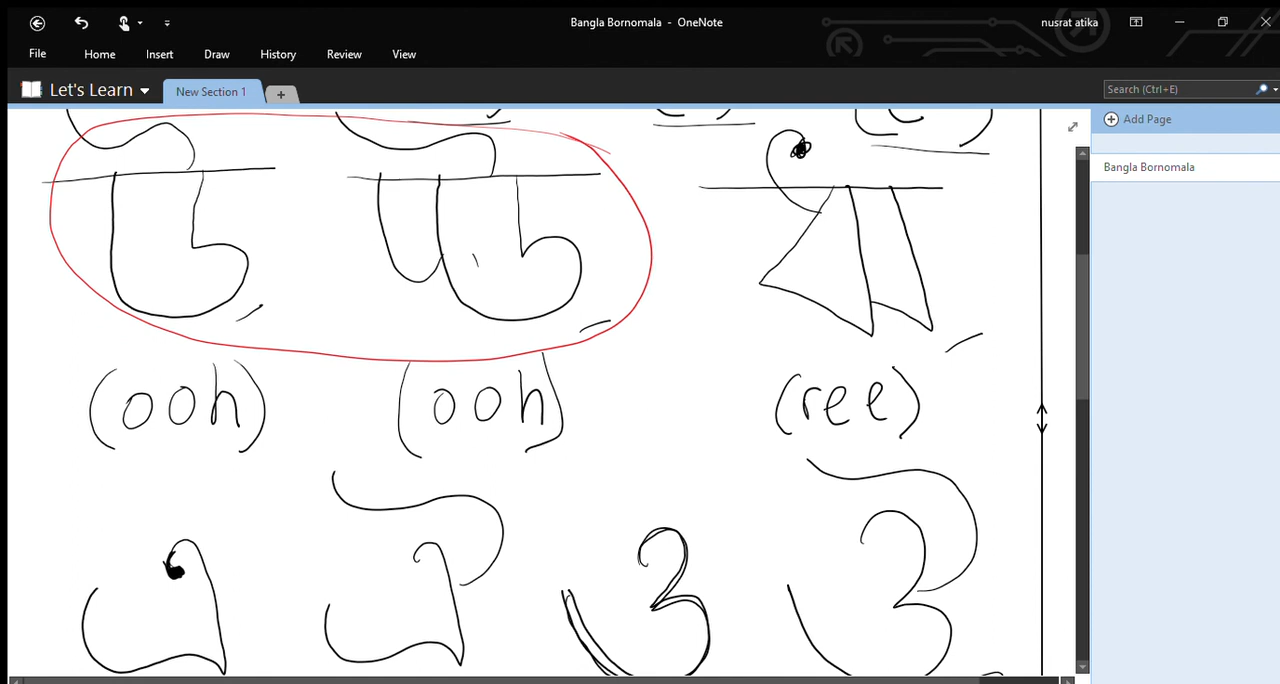 Bangla Bornomala - OneNote
nusrat atika
File Home Insert Draw History Review View
Let's Learn
New Section 1
Search (Ctrl+E)
Add Page
Bangla Bornomala
উ ঊ ঋ
(ooh) (ooh) (ree)
এ ঐ ও ঔ